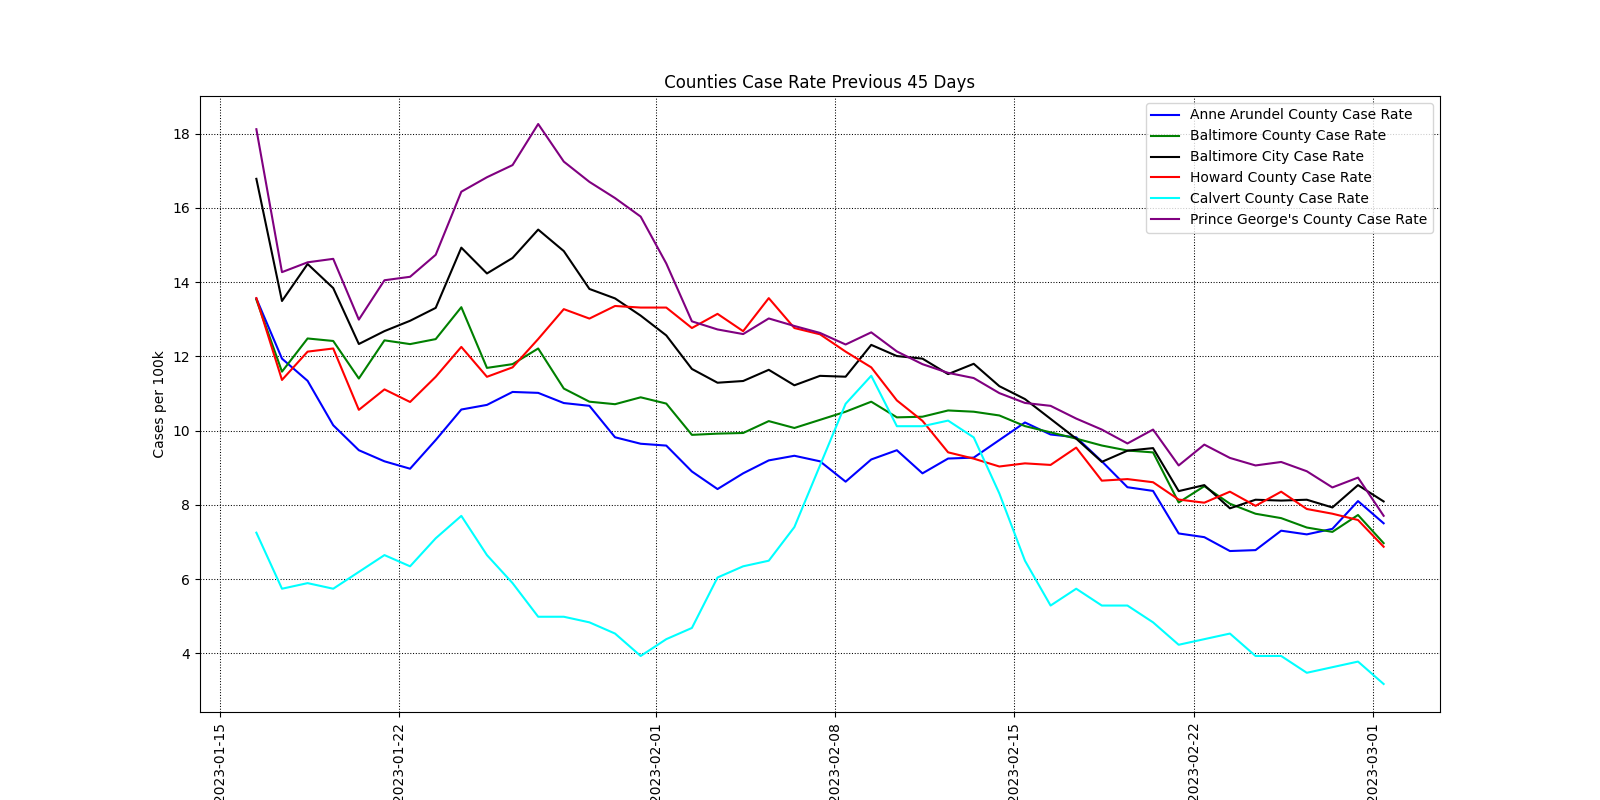 Counties Case Rate Previous 45 Days
Anne Arundel County Case Rate
Baltimore County Case Rate
Baltimore City Case Rate
Howard County Case Rate
Calvert County Case Rate
Prince George's County Case Rate
Cases per 100k
18
16
14
12
10
8
6
4
2023-01-15
2023-01-22
2023-02-01
2023-02-08
2023-02-15
2023-02-22
2023-03-01